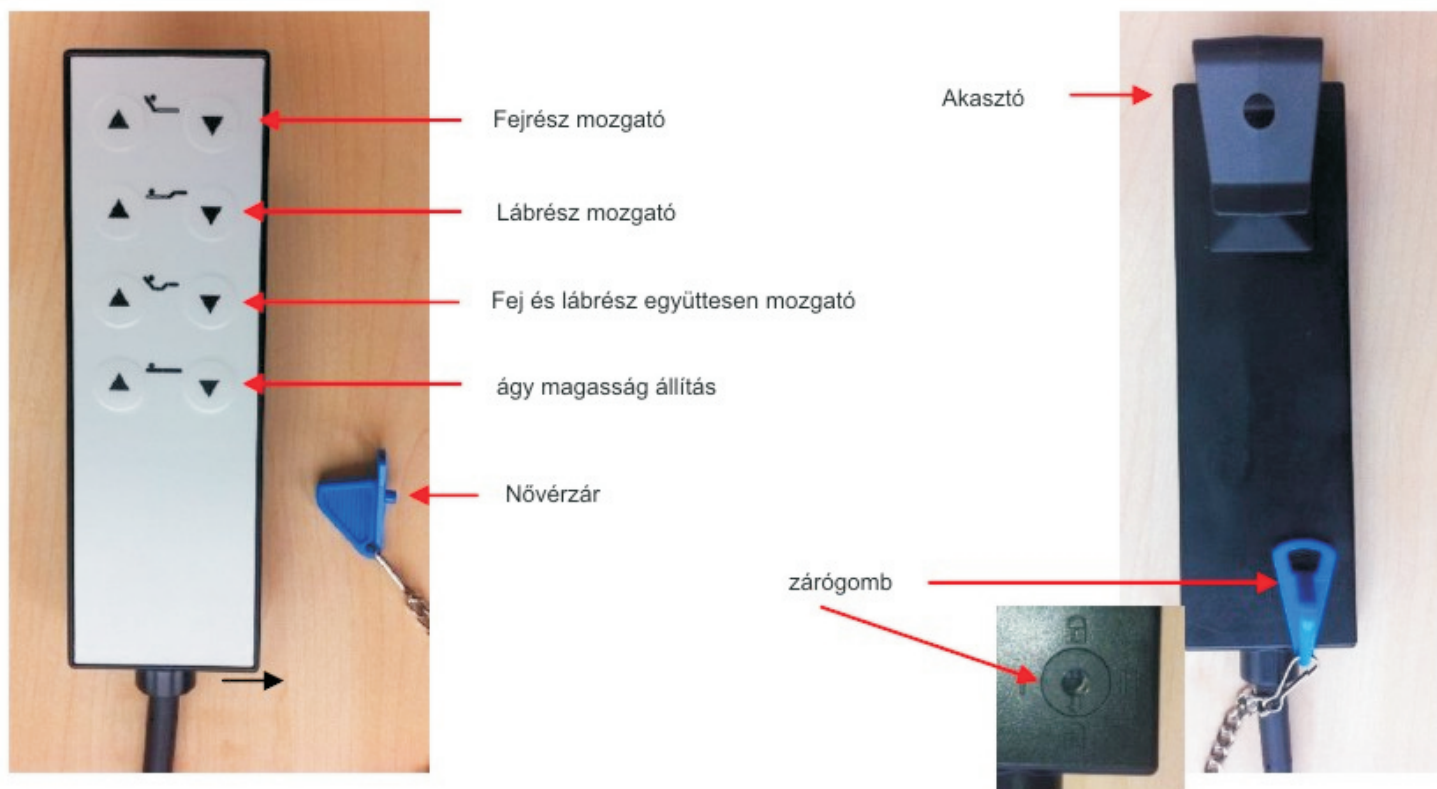 Fejrész mozgató
Lábrész mozgató
Fej és lábrész együttesen mozgató
ágy magasság állítás
Nővérzár
Akasztó
zárógomb